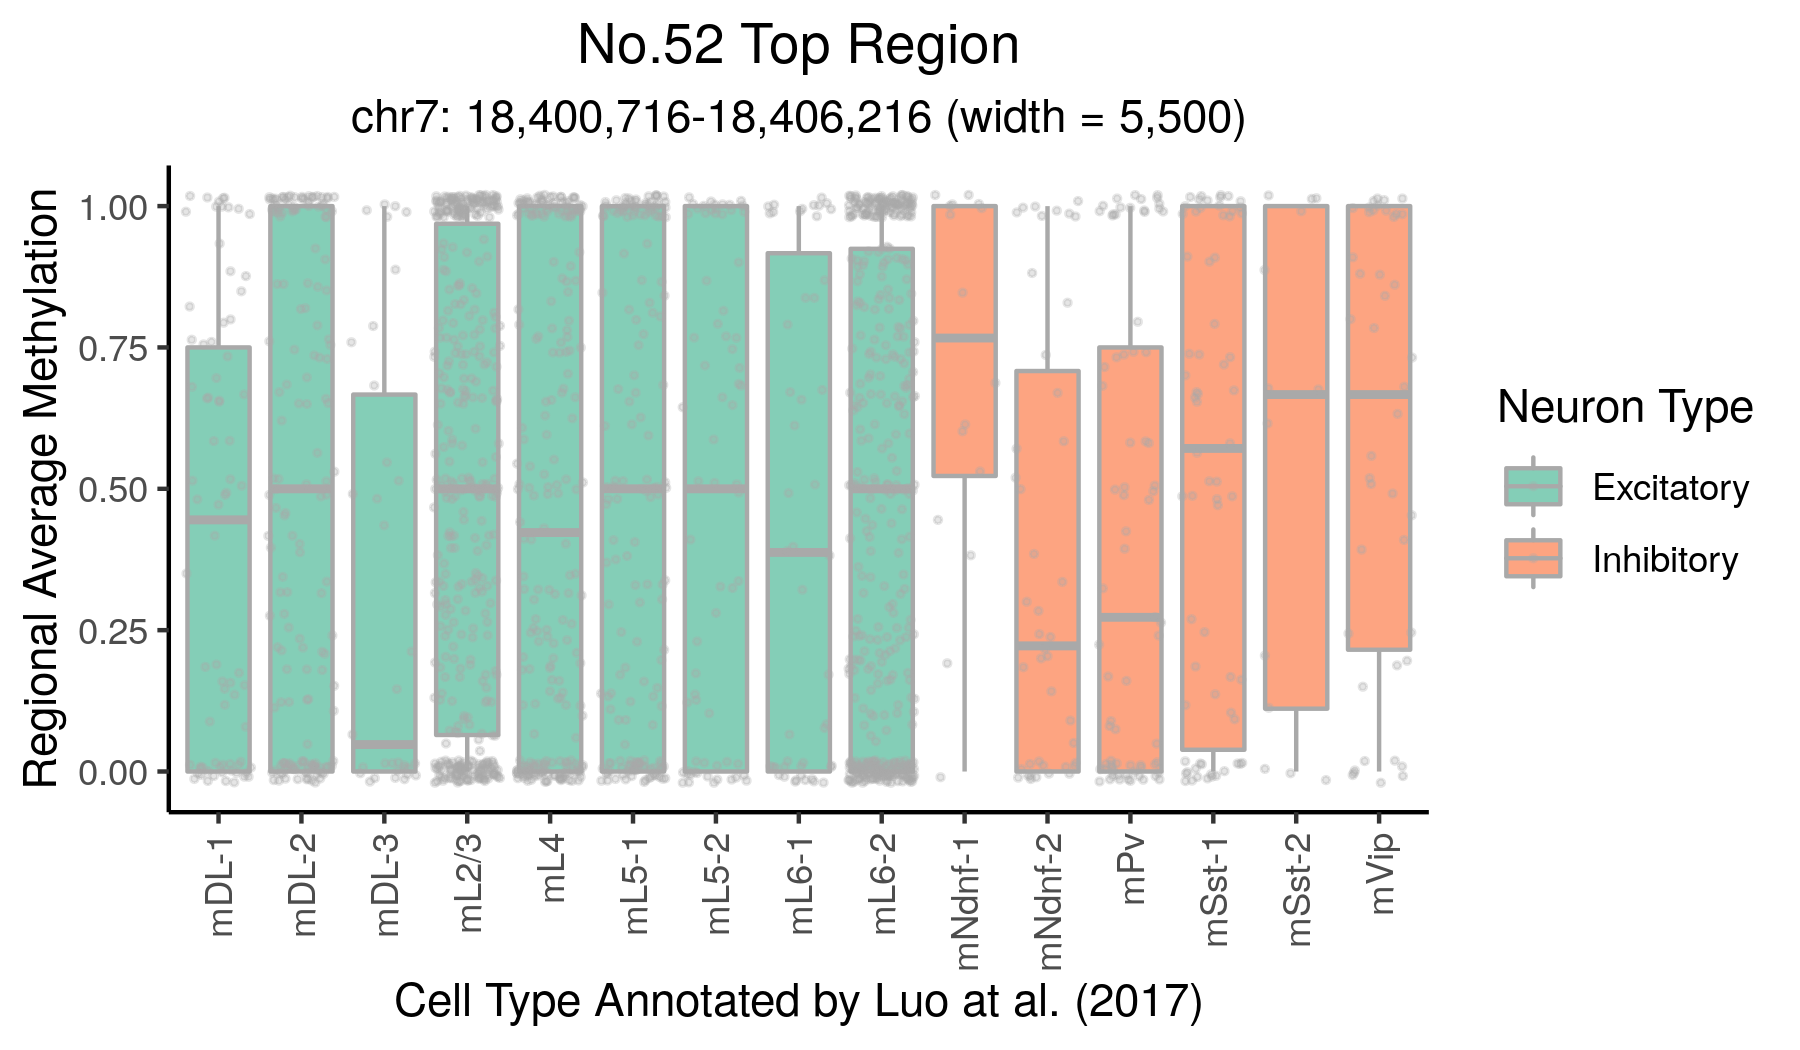 No.52 Top Region
chr7: 18,400,716-18,406,216 (width = 5,500)
Regional Average Methylation
1.00
0.75
0.50
0.25
0.00
mDL-1
mDL-2
mDL-3
mL2/3
mL4
mL5-1
mL5-2
mL6-1
mL6-2
mNdnf-1
mNdnf-2
mPv
mSst-1
mSst-2
mVip
Cell Type Annotated by Luo at al. (2017)
Neuron Type
Excitatory
Inhibitory